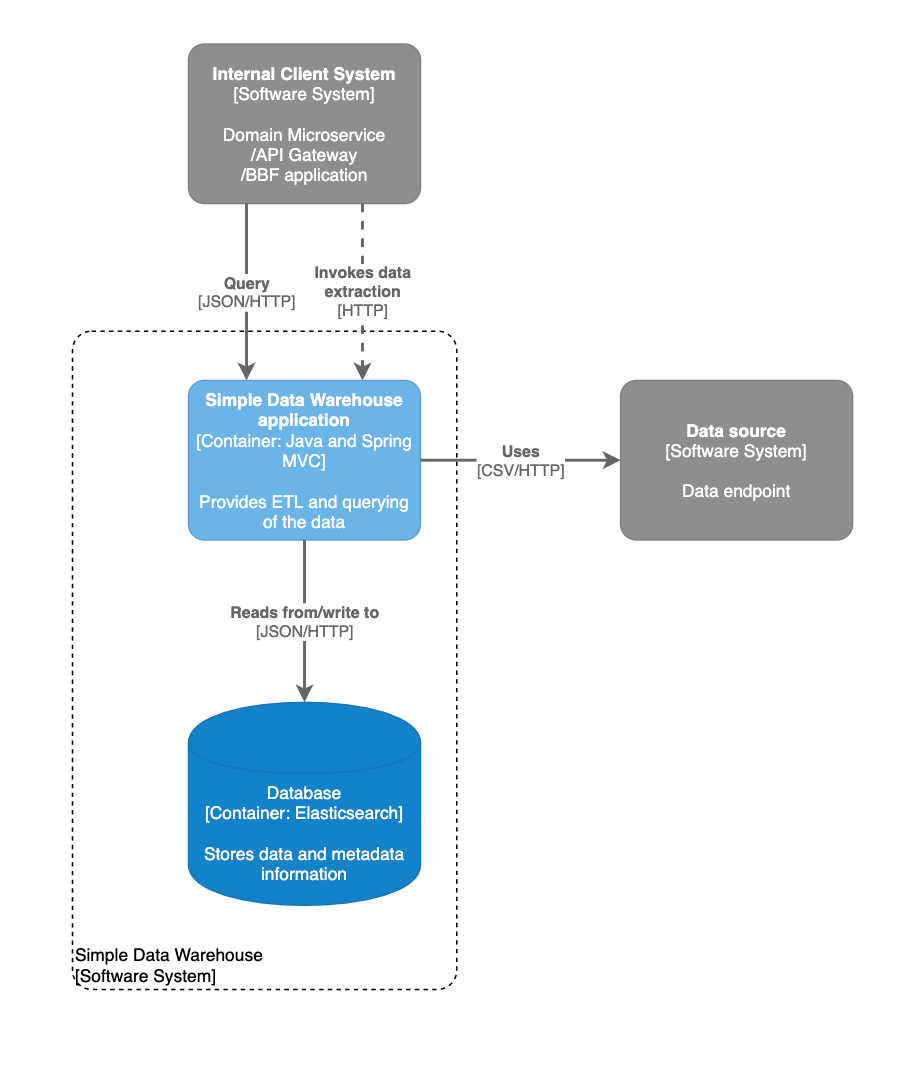 Internal Client System
[Software System]
Domain Microservice
/API Gateway
/BBF application
Query
[JSON/HTTP]
Invokes data
extraction
[HTTP]
Simple Data Warehouse
application
[Container: Java and Spring
MVC]
Provides ETL and querying
of the data
Uses
[CSV/HTTP]
Data source
[Software System]
Data endpoint
Reads from/write to
[JSON/HTTP]
Database
[Container: Elasticsearch]
Stores data and metadata
information
Simple Data Warehouse
[Software System]